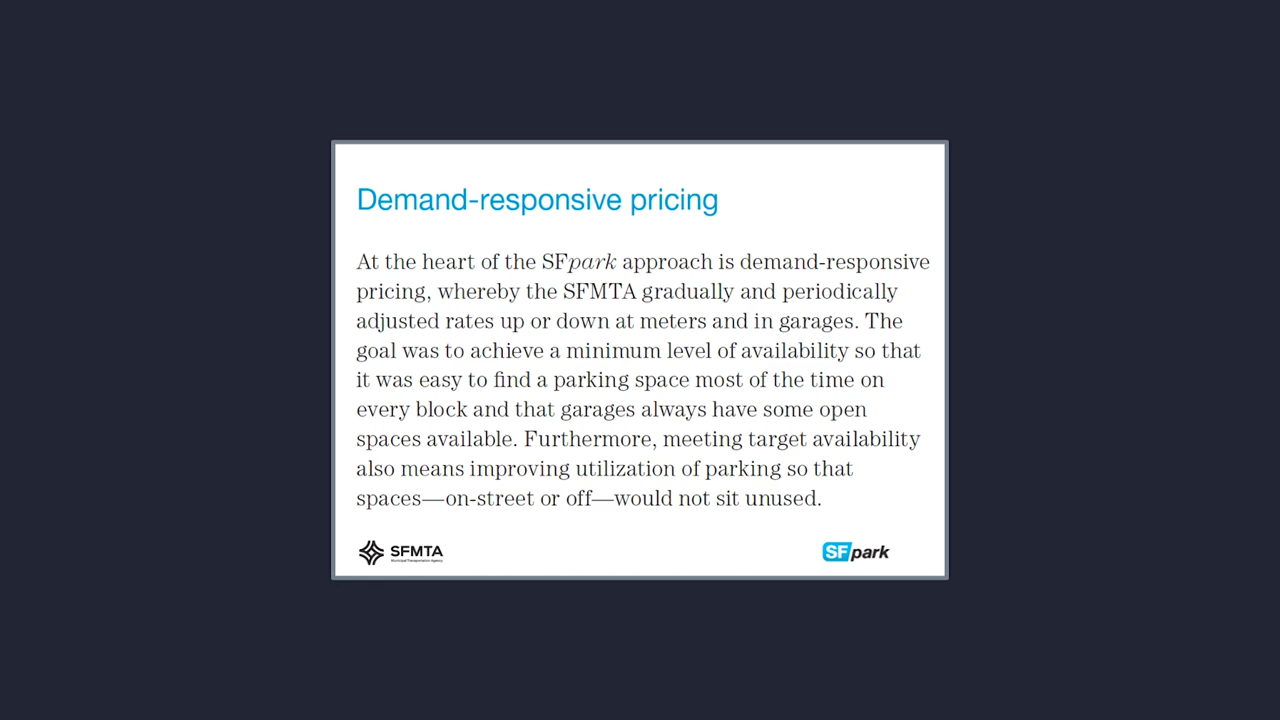 Demand-responsive pricing
At the heart of the SFpark approach is demand-responsive
pricing, whereby the SFMTA gradually and periodically
adjusted rates up or down at meters and in garages. The
goal was to achieve a minimum level of availability so that
it was easy to find a parking space most of the time on
every block and that garages always have some open
spaces available. Furthermore, meeting target availability
also means improving utilization of parking so that
spaces—on-street or off—would not sit unused.
SFMTA
Municipal Transportation Agency
SFpark